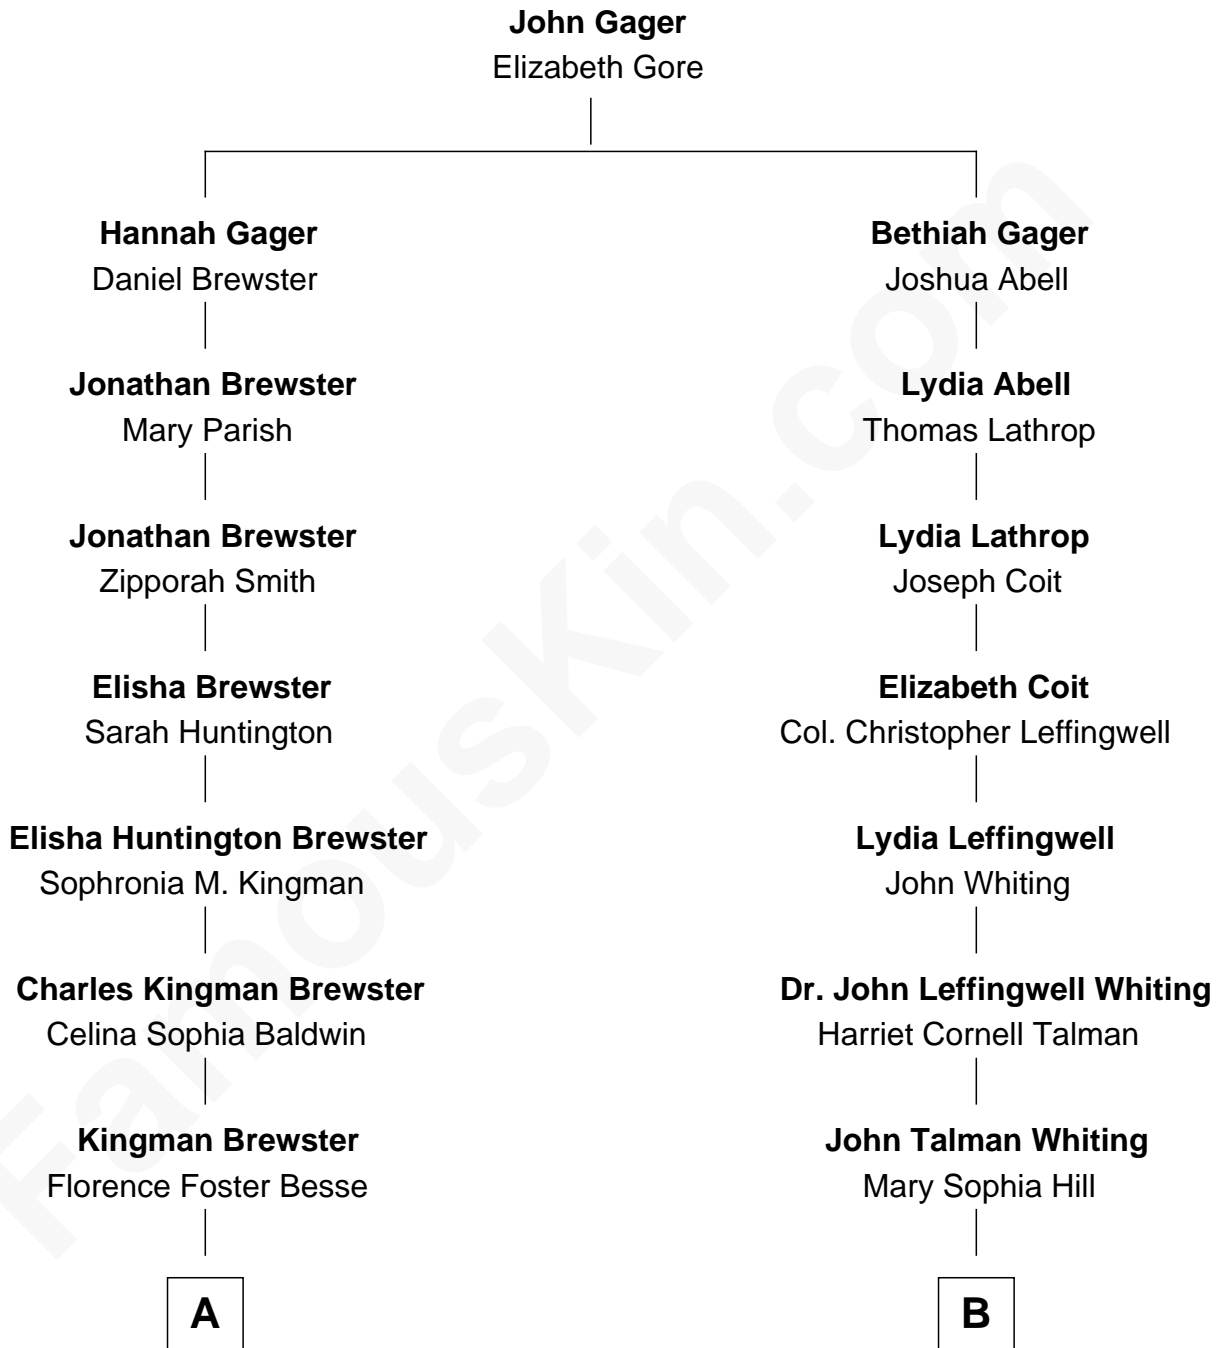 John Gager
Elizabeth Gore
Hannah Gager
Daniel Brewster
Bethiah Gager
Joshua Abell
Jonathan Brewster
Mary Parish
Lydia Abell
Thomas Lathrop
Jonathan Brewster
Zipporah Smith
Lydia Lathrop
Joseph Coit
Elisha Brewster
Sarah Huntington
Elizabeth Coit
Col. Christopher Leffingwell
Elisha Huntington Brewster
Sophronia M. Kingman
Lydia Leffingwell
John Whiting
Charles Kingman Brewster
Celina Sophia Baldwin
Dr. John Leffingwell Whiting
Harriet Cornell Talman
Kingman Brewster
Florence Foster Besse
John Talman Whiting
Mary Sophia Hill
A
B
FamousKin.com